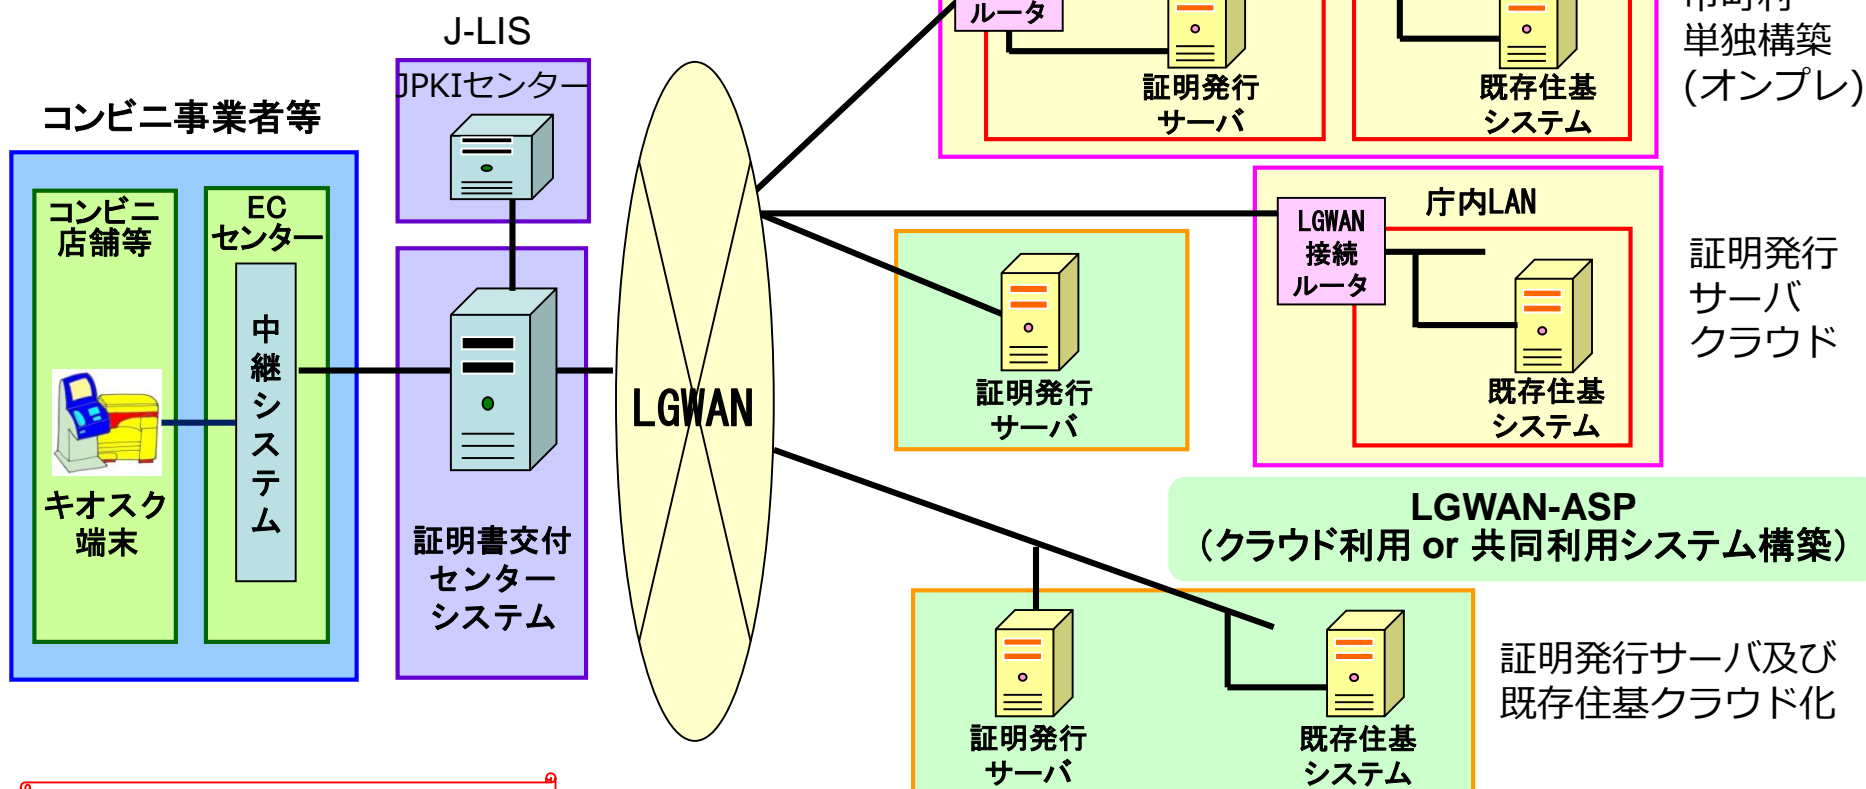 J-LIS
JPKIセンター
コンビニ事業者等
コンビニ
店舗等
EC
センター
中継システム
キオスク
端末
証明書交付
センター
システム
LGWAN
ルータ
証明発行
サーバ
既存住基
システム
単独構築
(オンプレ)
庁内LAN
LGWAN
接続
ルータ
既存住基
システム
証明発行
サーバ
証明発行
サーバ
クラウド
LGWAN-ASP
（クラウド利用 or 共同利用システム構築）
証明発行
サーバ
既存住基
システム
証明発行サーバ及び
既存住基クラウド化